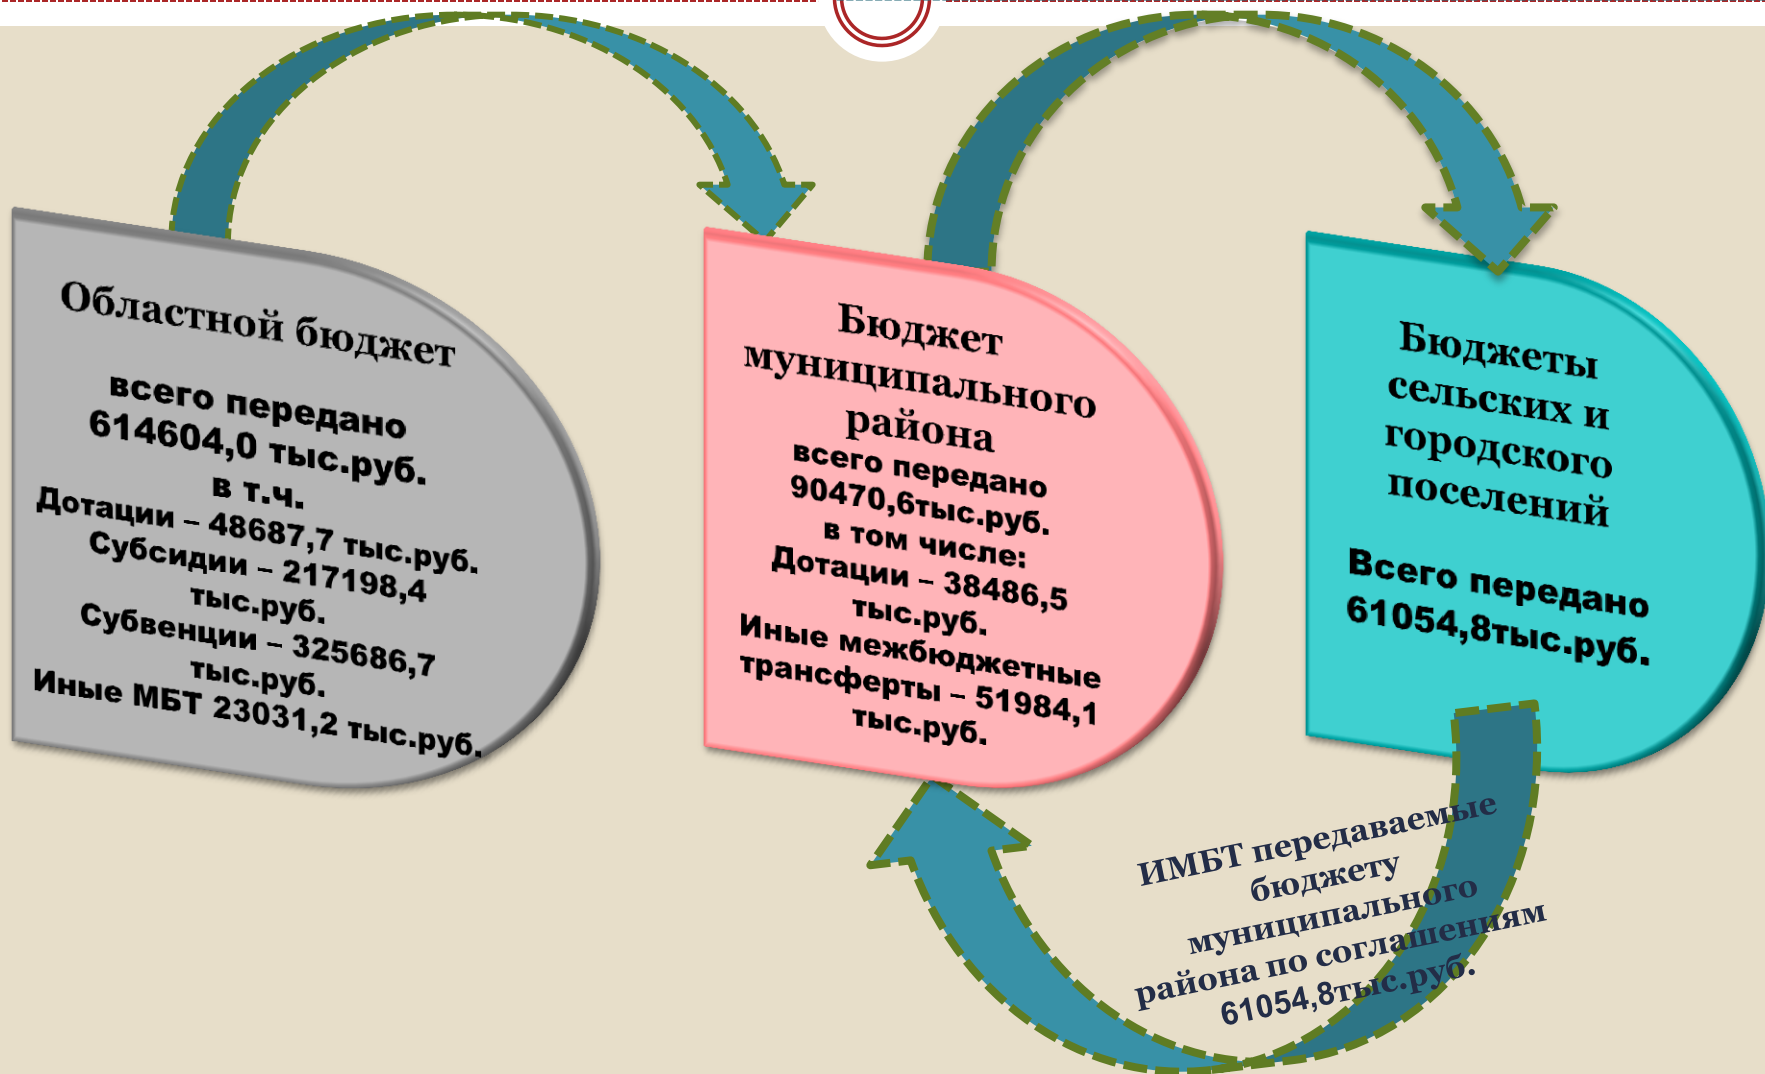 Областной бюджет
всего передано
614604,0 тыс.руб.
в т.ч.
Дотации – 48687,7 тыс.руб.
Субсидии – 217198,4
тыс.руб.
Субвенции – 325686,7
тыс.руб.
Иные МБТ 23031,2 тыс.руб.
Бюджет
муниципального
района
всего передано
90470,6тыс.руб.
в том числе:
Дотации – 38486,5
тыс.руб.
Иные межбюджетные
трансферты – 51984,1
тыс.руб.
Бюджеты
сельских и
городского
поселений
Всего передано
61054,8тыс.руб.
ИМБТ передаваемые
бюджету
муниципального
района по соглашениям
61054,8тыс.руб.